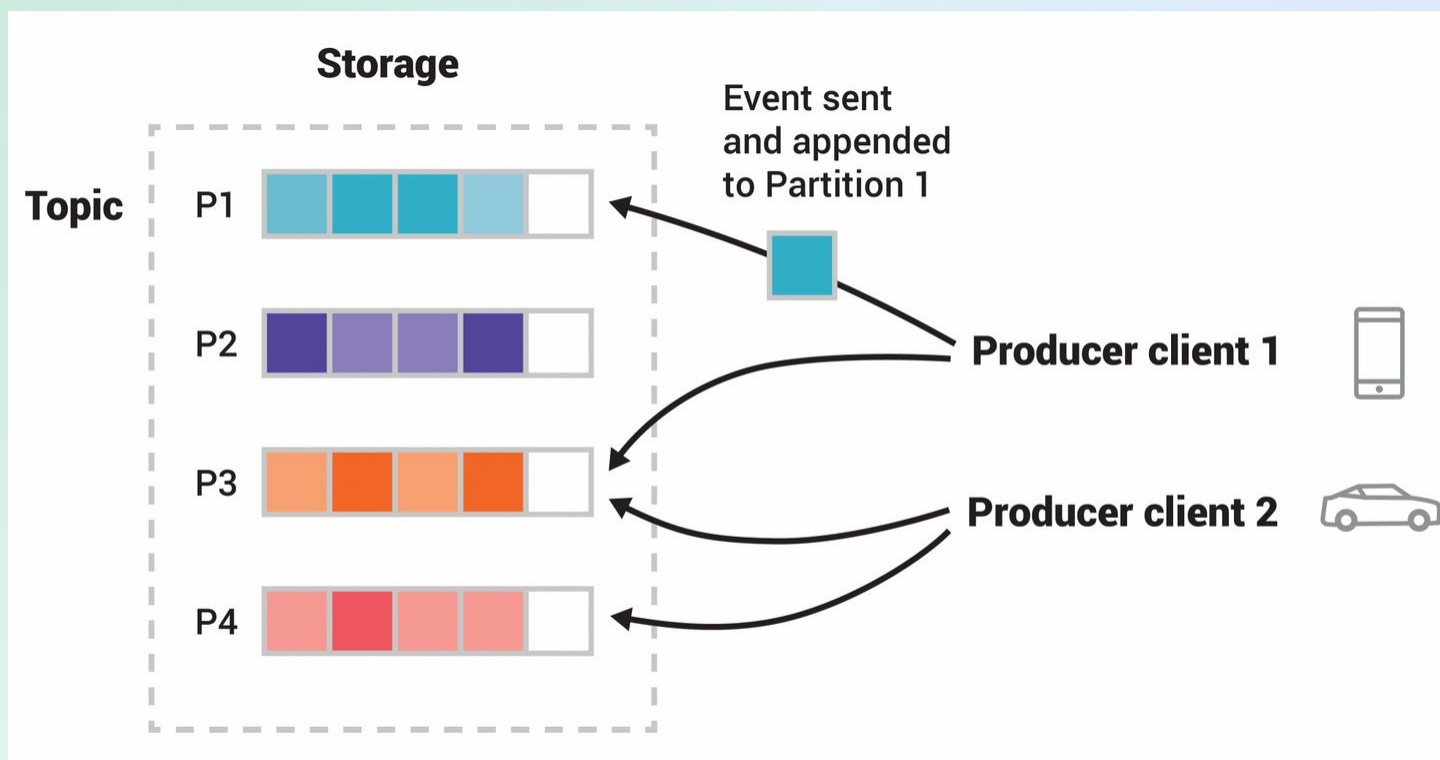 Storage
Event sent
and appended
to Partition 1
Topic
P1
P2
Producer client 1
P3
Producer client 2
P4